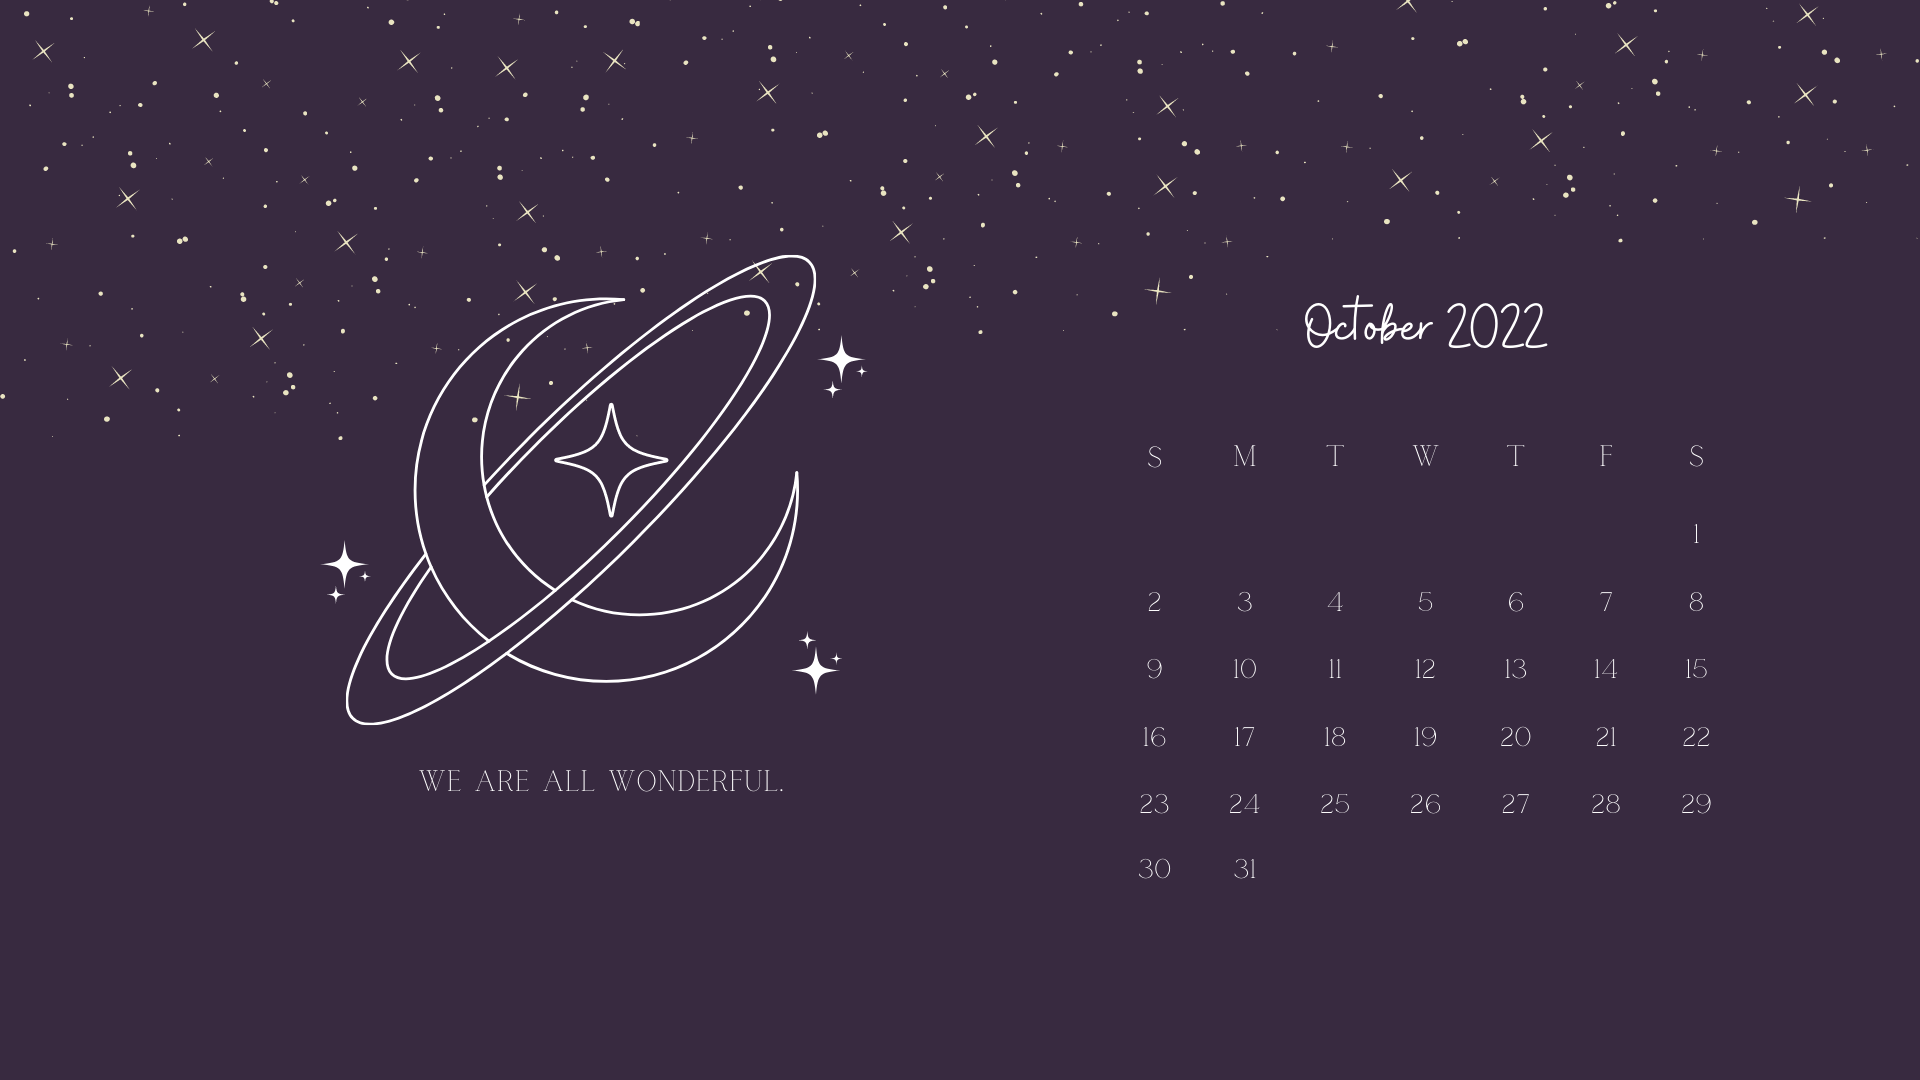 October 2022
S M T W T F S
1
2 3 4 5 6 7 8
9 10 11 12 13 14 15
16 17 18 19 20 21 22
23 24 25 26 27 28 29
30 31
WE ARE ALL WONDERFUL.